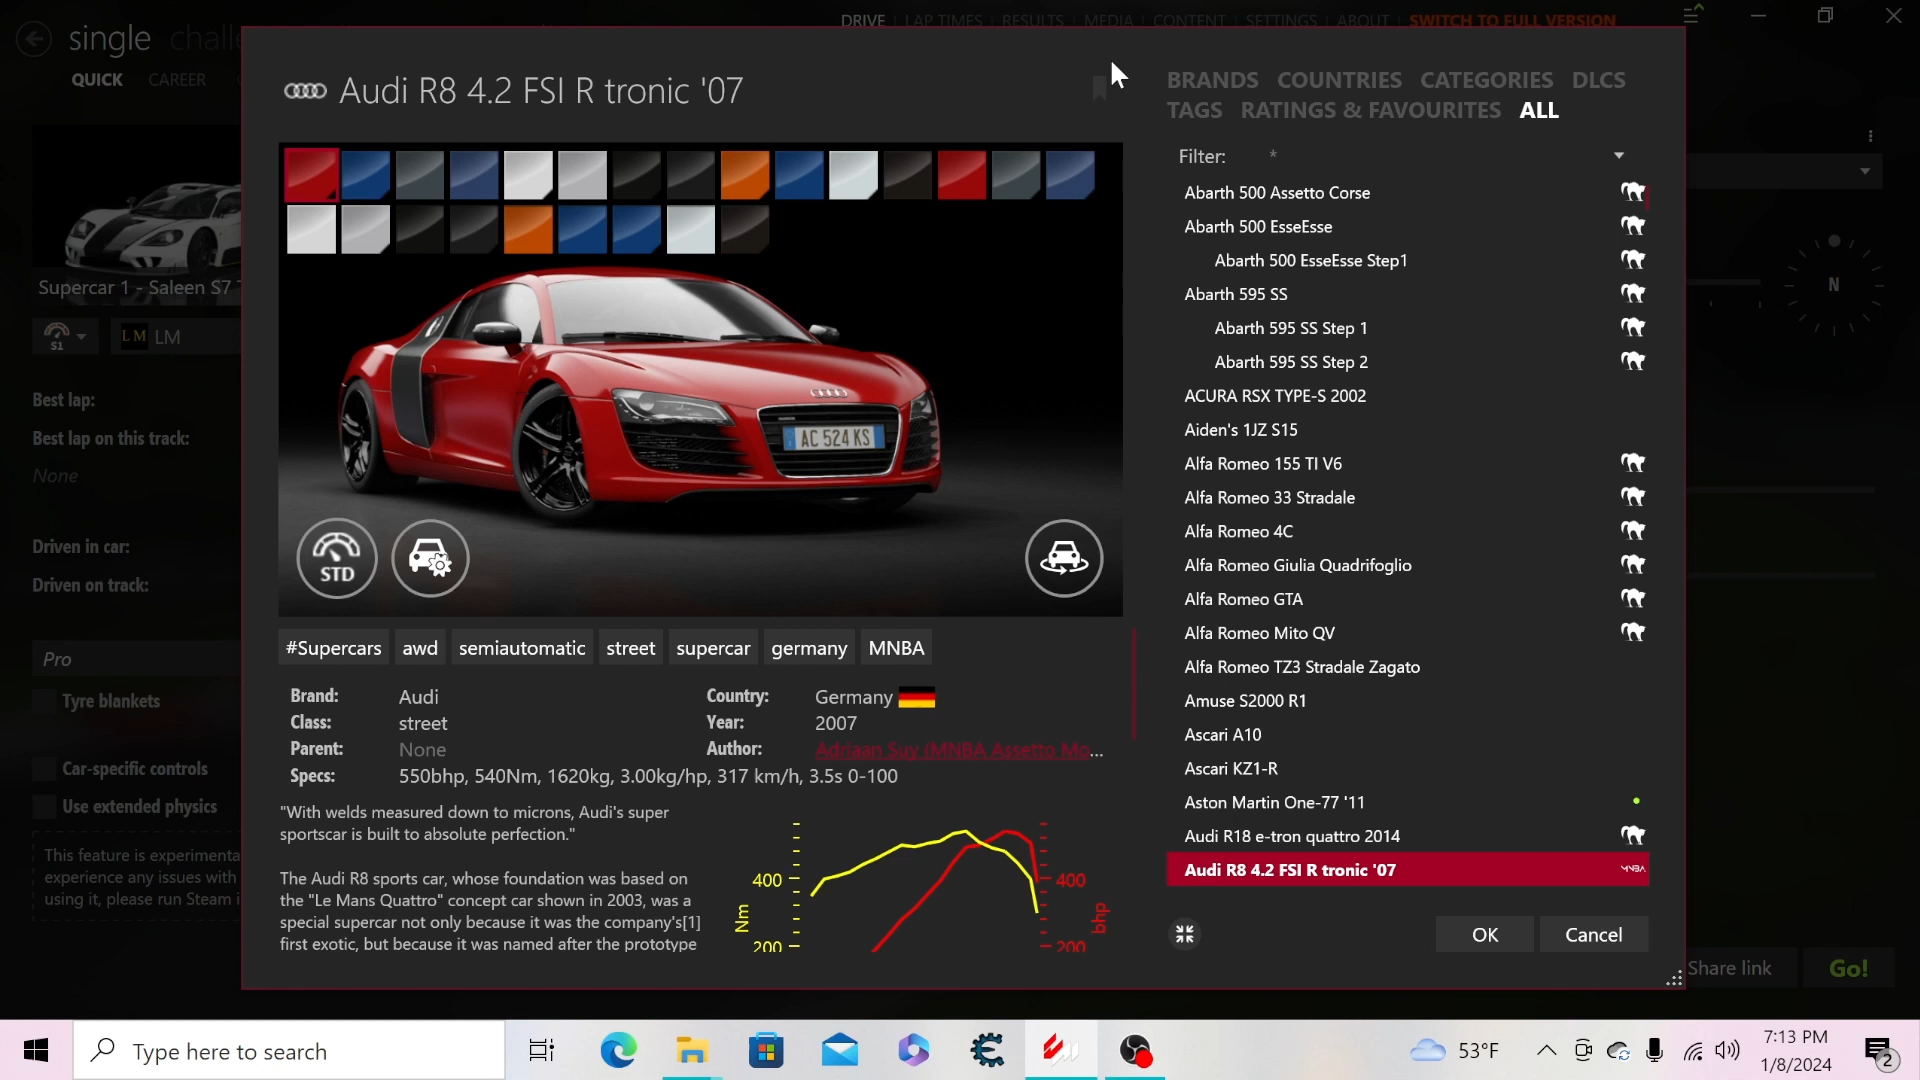 single challe
DRIVE | LAP TIMES | RESULTS | MEDIA | CONTENT | SETTINGS | ABOUT | SWITCH TO FULL VERSION
QUICK CAREER
Audi R8 4.2 FSI R tronic '07
BRANDS COUNTRIES CATEGORIES DLCS
TAGS RATINGS & FAVOURITES ALL
Filter: *
Abarth 500 Assetto Corse
Abarth 500 EsseEsse
Abarth 500 EsseEsse Step1
Abarth 595 SS
Abarth 595 SS Step 1
Abarth 595 SS Step 2
ACURA RSX TYPE-S 2002
Aiden's 1JZ S15
Alfa Romeo 155 TI V6
Alfa Romeo 33 Stradale
Alfa Romeo 4C
Alfa Romeo Giulia Quadrifoglio
Alfa Romeo GTA
Alfa Romeo Mito QV
Alfa Romeo TZ3 Stradale Zagato
Amuse S2000 R1
Ascari A10
Ascari KZ1-R
Aston Martin One-77 '11
Audi R18 e-tron quattro 2014
Audi R8 4.2 FSI R tronic '07 MNBA
OK Cancel
AC 524 KS
STD
#Supercars awd semiautomatic street supercar germany MNBA
Brand: Audi Country: Germany
Class: street Year: 2007
Parent: None Author: Adriaan Suy (MNBA Assetto Mo...
Specs: 550bhp, 540Nm, 1620kg, 3.00kg/hp, 317 km/h, 3.5s 0-100
"With welds measured down to microns, Audi's super
sportscar is built to absolute perfection."
The Audi R8 sports car, whose foundation was based on
the "Le Mans Quattro" concept car shown in 2003, was a
special supercar not only because it was the company's[1]
first exotic, but because it was named after the prototype
400 400
Nm bhp
200 200
Supercar 1 - Saleen S7 T
S1 LM LM
Best lap:
Best lap on this track:
None
Driven in car:
Driven on track:
Pro
Tyre blankets
Car-specific controls
Use extended physics
This feature is experimenta
experience any issues with
using it, please run Steam i
N
Share link Go!
Type here to search
53°F
7:13 PM
1/8/2024
2